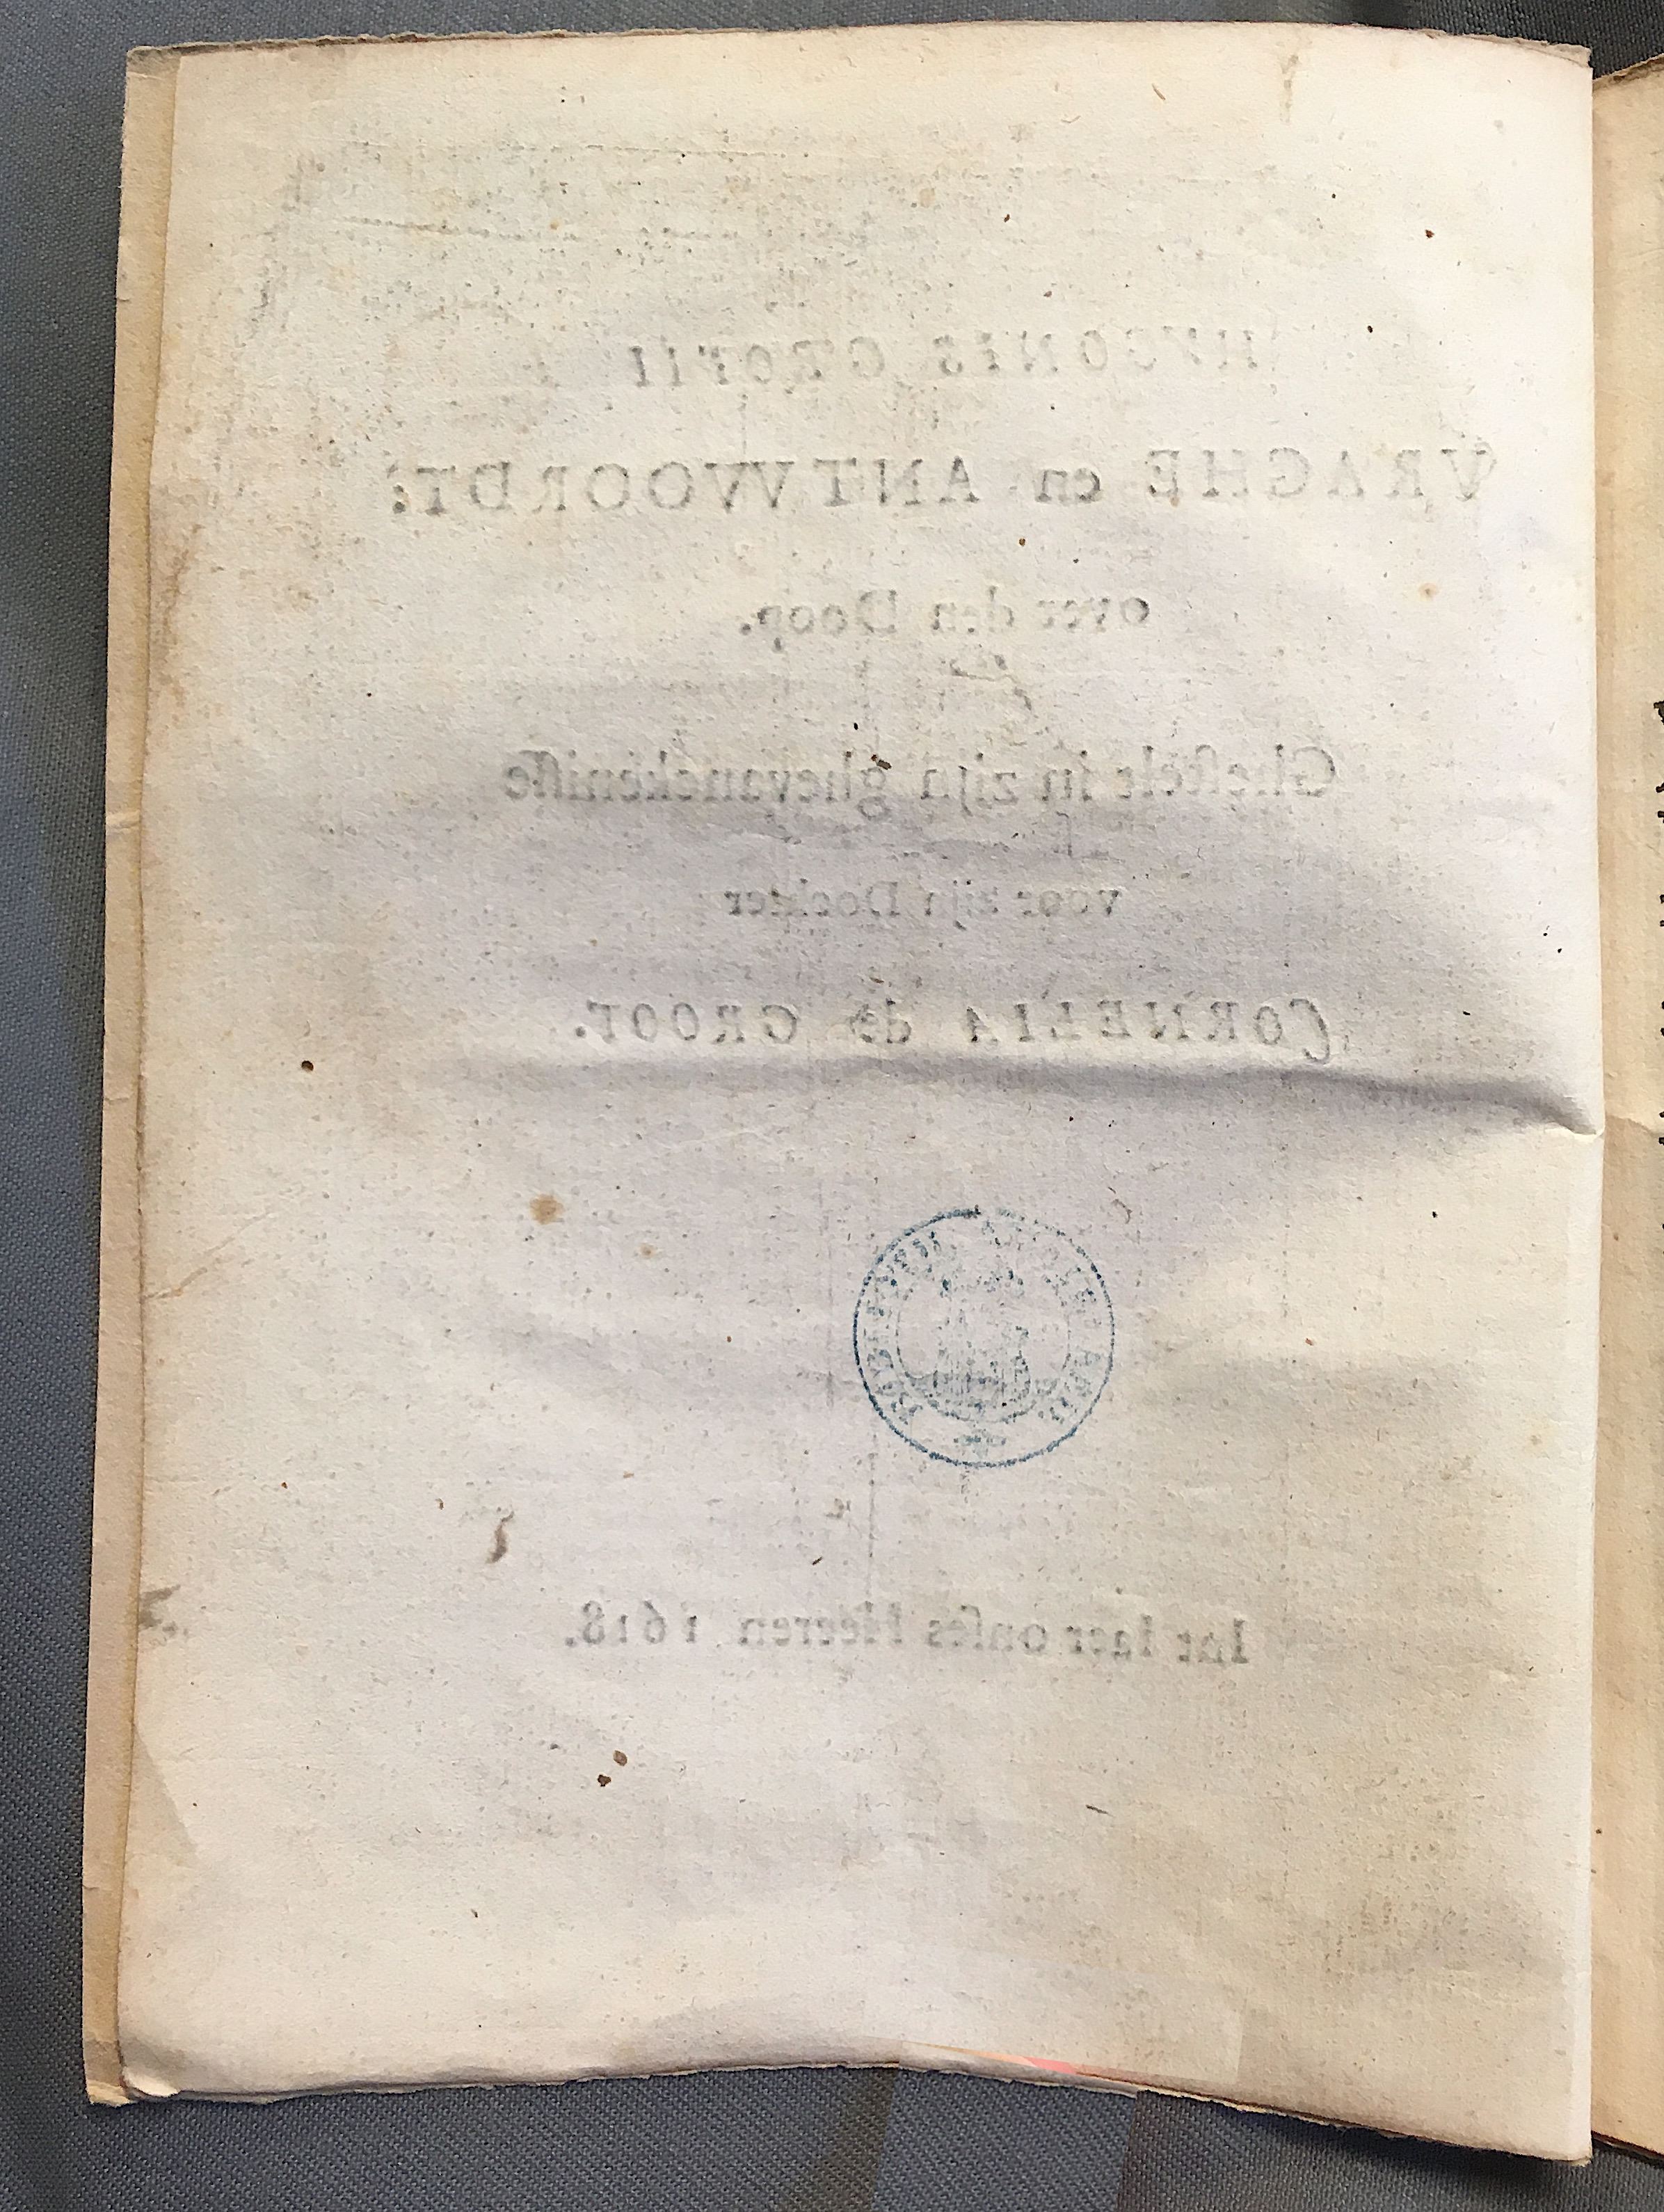 HVGONIS GROTII
VRAGHE en ANTVVOORDT:
over den Doop.
Ghestelt in zijn ghevanckenisse
voor zijn Dochter
CORNELIA de GROOT.
Int Iaer onses Heeren 1618.